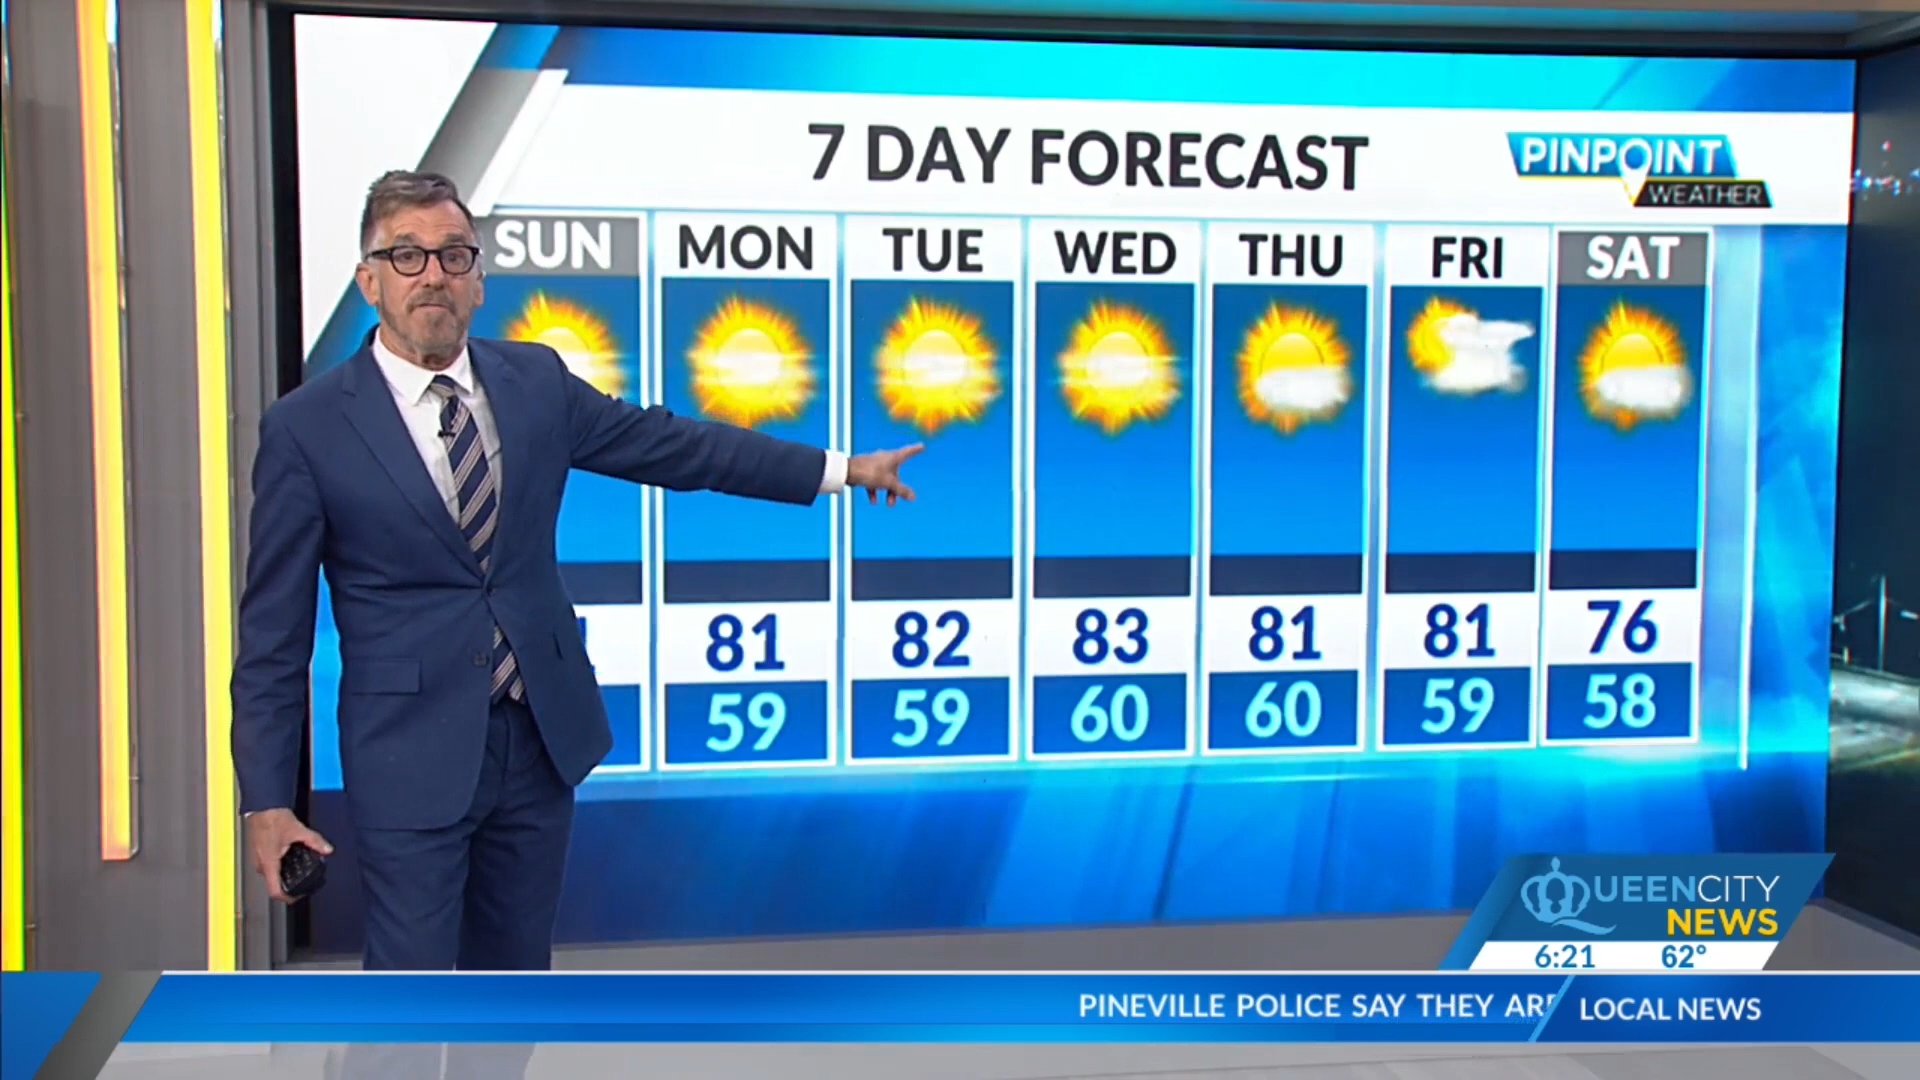 7 DAY FORECAST
PINPOINT
WEATHER
SUN MON TUE WED THU FRI SAT
81 82 83 81 81 76
59 59 60 60 59 58
QUEENCITY
NEWS
6:21 62°
PINEVILLE POLICE SAY THEY ARE
LOCAL NEWS